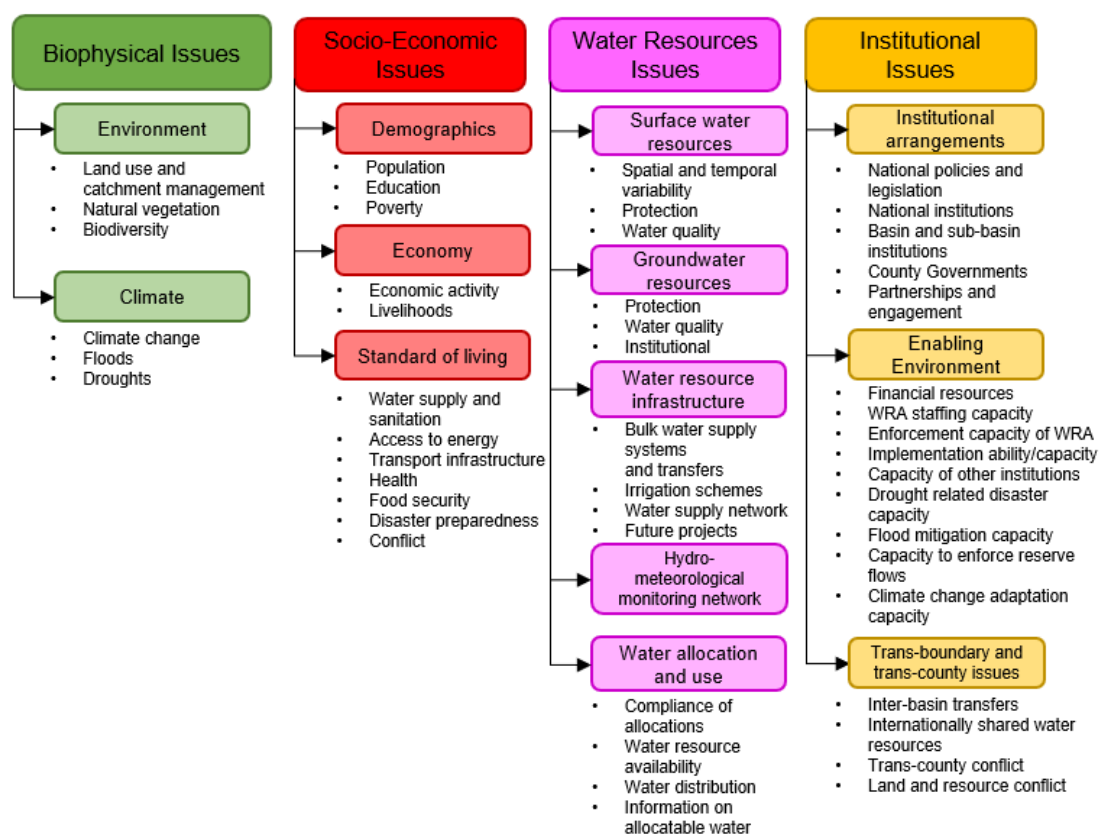 Biophysical Issues
Environment
• Land use and
catchment management
• Natural vegetation
• Biodiversity
Climate
• Climate change
• Floods
• Droughts
Socio-Economic
Issues
Demographics
• Population
• Education
• Poverty
Economy
• Economic activity
• Livelihoods
Standard of living
• Water supply and
sanitation
• Access to energy
• Transport infrastructure
• Health
• Food security
• Disaster preparedness
• Conflict
Water Resources
Issues
Surface water
resources
• Spatial and temporal
variability
• Protection
• Water quality
Groundwater
resources
• Protection
• Water quality
• Institutional
Water resource
infrastructure
• Bulk water supply
systems
and transfers
• Irrigation schemes
• Water supply network
• Future projects
Hydro-
meteorological
monitoring network
Water allocation
and use
• Compliance of
allocations
• Water resource
availability
• Water distribution
• Information on
allocatable water
Institutional
Issues
Institutional
arrangements
• National policies and
legislation
• National institutions
• Basin and sub-basin
institutions
• County Governments
• Partnerships and
engagement
Enabling
Environment
• Financial resources
• WRA staffing capacity
• Enforcement capacity of WRA
• Implementation ability/capacity
• Capacity of other institutions
• Drought related disaster
capacity
• Flood mitigation capacity
• Capacity to enforce reserve
flows
• Climate change adaptation
capacity
Trans-boundary and
trans-county issues
• Inter-basin transfers
• Internationally shared water
resources
• Trans-county conflict
• Land and resource conflict